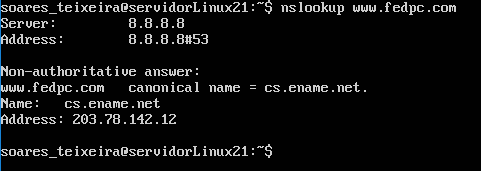 soares_teixeira@servidorLinux21:~$ nslookup www.fedpc.com
Server:         8.8.8.8
Address:        8.8.8.8#53
Non-authoritative answer:
www.fedpc.com   canonical name = cs.ename.net.
Name:   cs.ename.net
Address: 203.78.142.12
soares_teixeira@servidorLinux21:~$